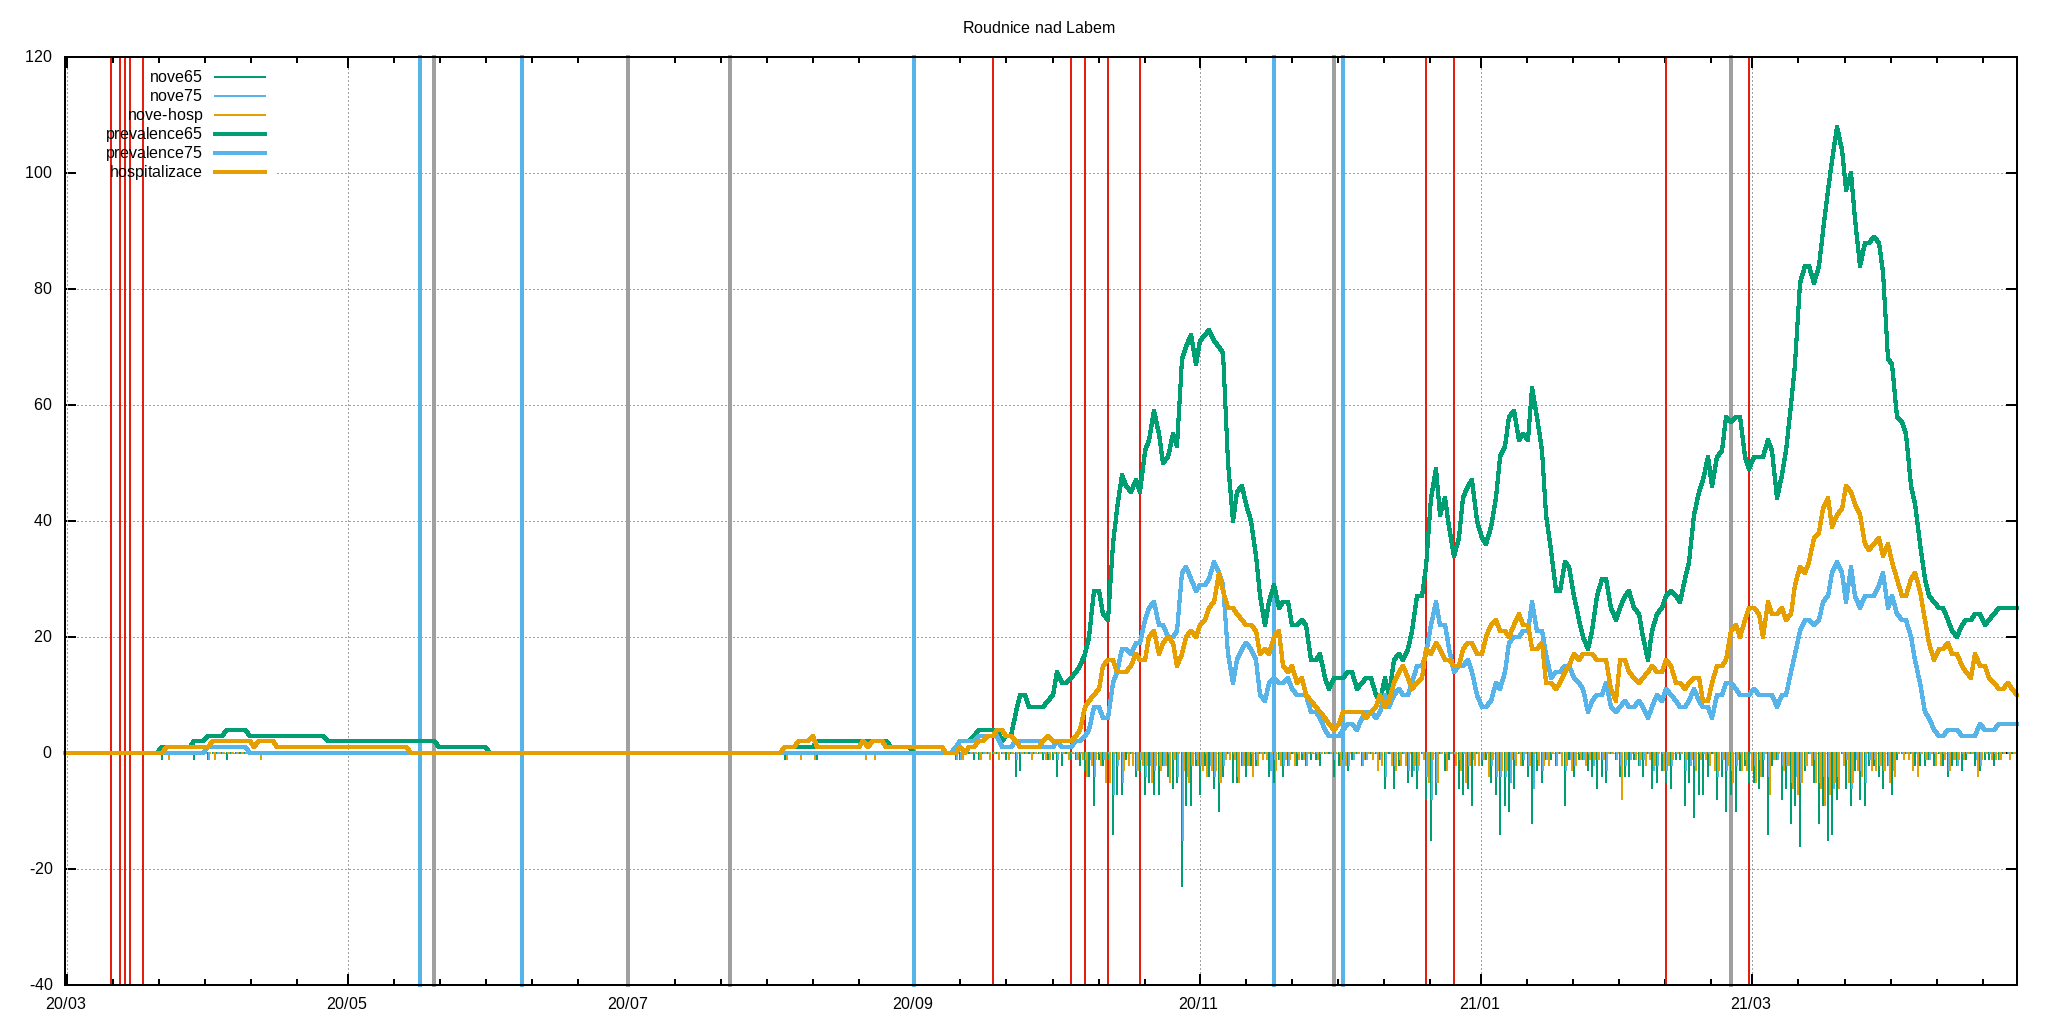 Roudnice nad Labem
120
100
80
60
40
20
0
-20
-40
nove65
nove75
nove-hosp
prevalence65
prevalence75
hospitalizace
20/03 20/05 20/07 20/09 20/11 21/01 21/03